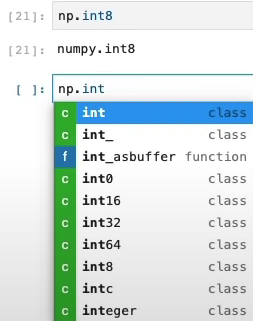 [21]: np.int8
[21]: numpy.int8
[ ]: np.int
c int class
c int_ class
f int_asbuffer function
c int0 class
c int16 class
c int32 class
c int64 class
c int8 class
c intc class
c integer class